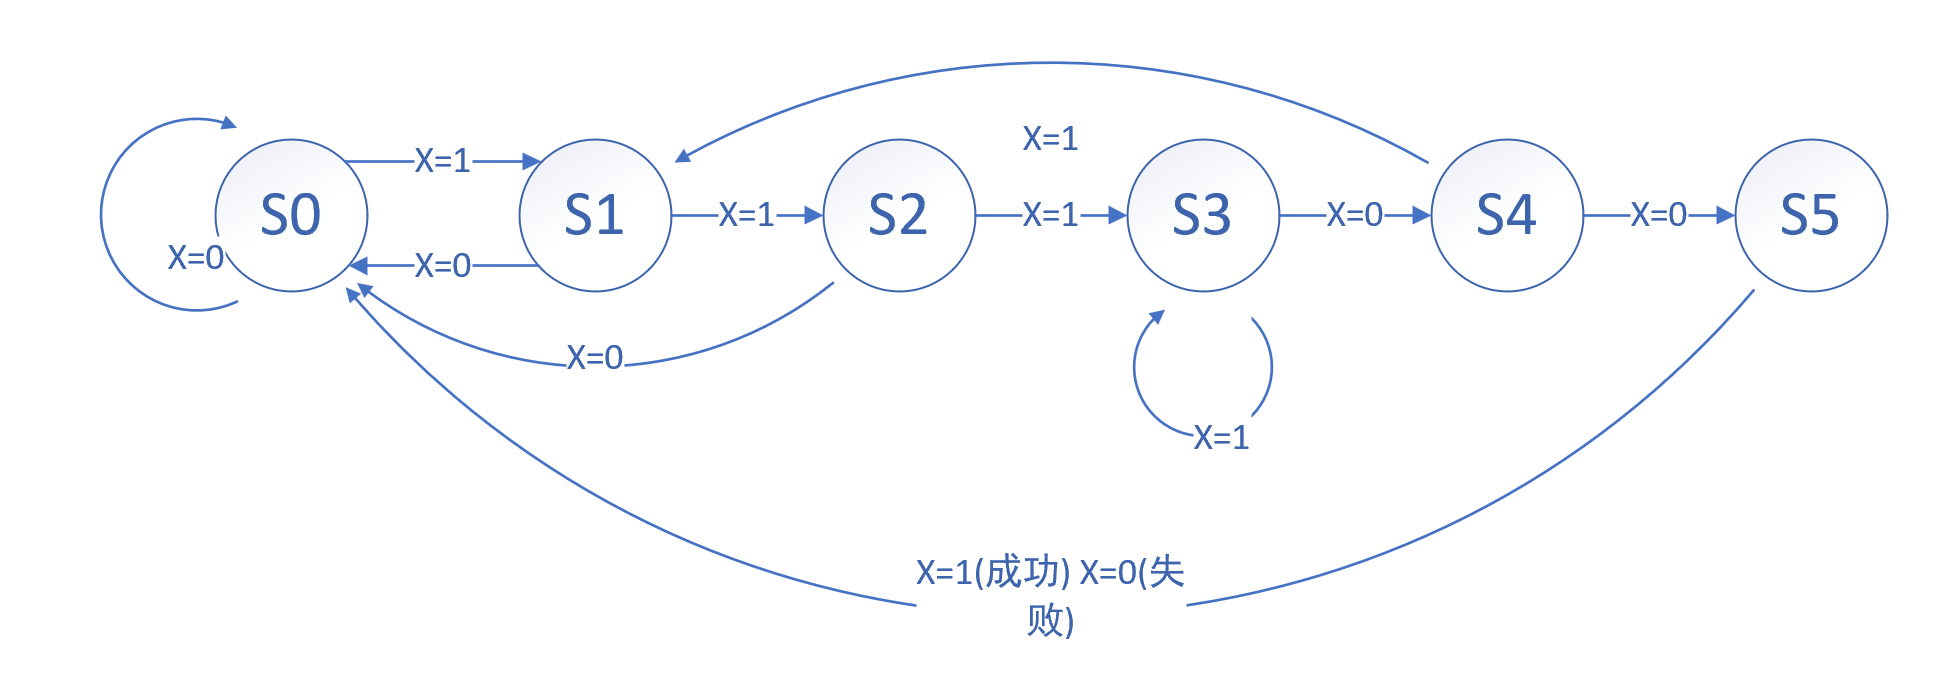 X=1
X=1
S0
S1
S2
S3
S4
S5
X=1
X=1
X=0
X=0
X=0
X=0
X=0
X=1
X=1(成功) X=0(失
败)